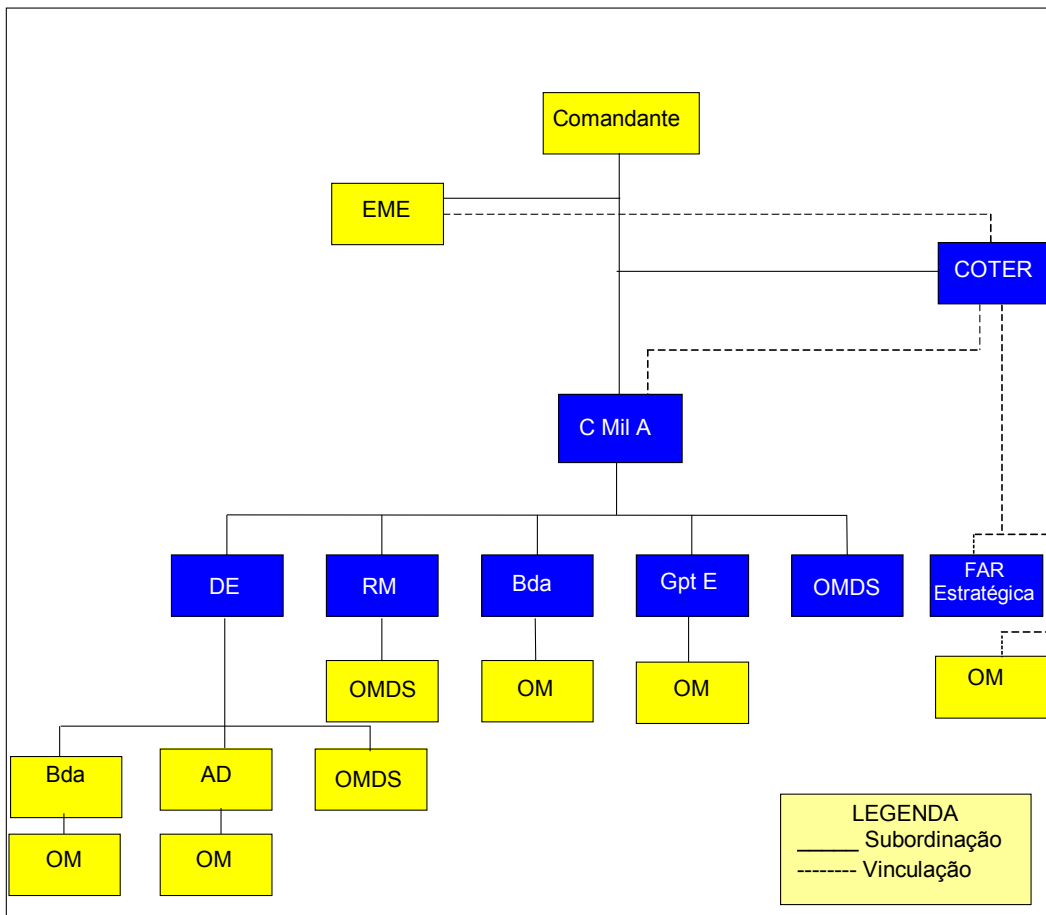 Comandante
EME
COTER
C Mil A
DE
RM
Bda
Gpt E
OMDS
FAR
Estratégica
OMDS
OM
OM
OM
Bda
AD
OMDS
OM
OM
LEGENDA
______ Subordinação
-------- Vinculação